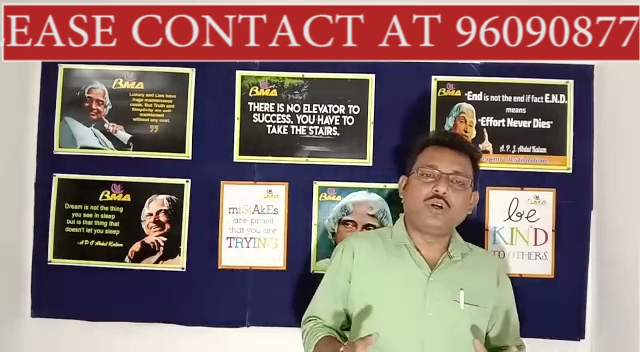 EASE CONTACT AT 96090877
BMA
Luxury and Lies have
huge maintenance
costs. But Truth and
Simplicity are self-
maintained
without any cost.
BMA
THERE IS NO ELEVATOR TO
SUCCESS, YOU HAVE TO
TAKE THE STAIRS.
BMA
"End is not the end if fact E.N.D.
means
"Effort Never Dies"
A. P. J. Abdul Kalam
BMA
Dream is not the thing
you see in sleep
but is that thing that
doesn't let you sleep
- A P J Abdul Kalam
miStAkEs
are proof
that you are
TRYING
BMA
be
KIND
TO OTHERS.